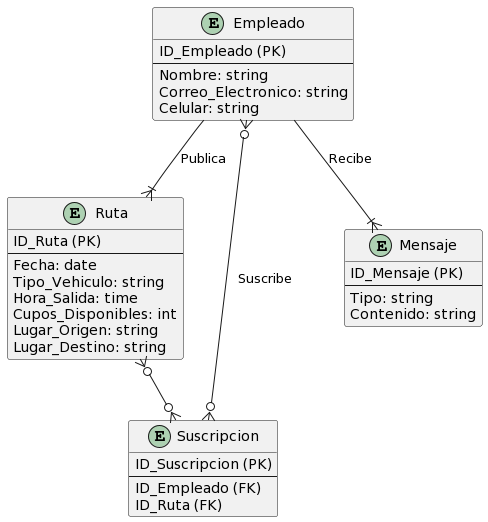 E Empleado
ID_Empleado (PK)
Nombre: string
Correo_Electronico: string
Celular: string
Publica
Recibe
E Ruta
ID_Ruta (PK)
Fecha: date
Tipo_Vehiculo: string
Hora_Salida: time
Cupos_Disponibles: int
Lugar_Origen: string
Lugar_Destino: string
E Mensaje
ID_Mensaje (PK)
Tipo: string
Contenido: string
Suscribe
E Suscripcion
ID_Suscripcion (PK)
ID_Empleado (FK)
ID_Ruta (FK)